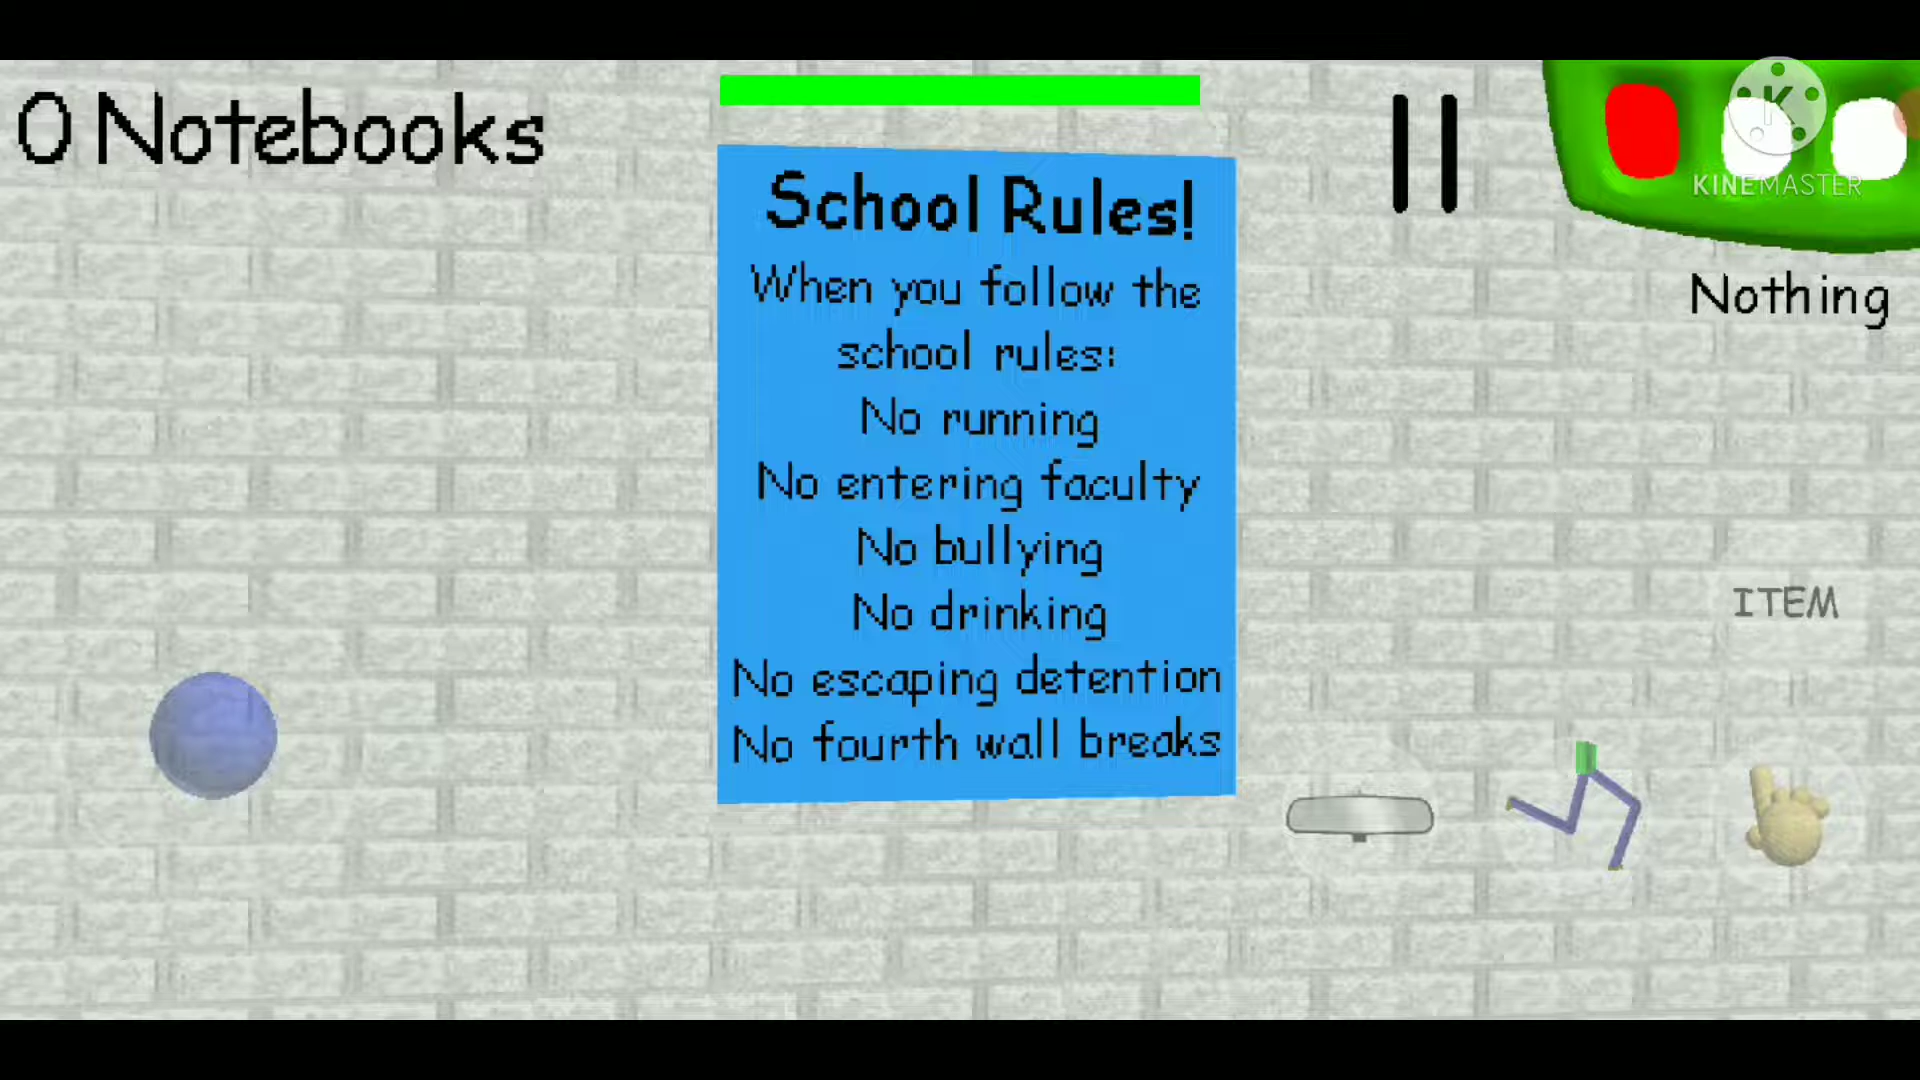 0 Notebooks
School Rules!
When you follow the
school rules:
No running
No entering faculty
No bullying
No drinking
No escaping detention
No fourth wall breaks
K
KINEMASTER
Nothing
ITEM